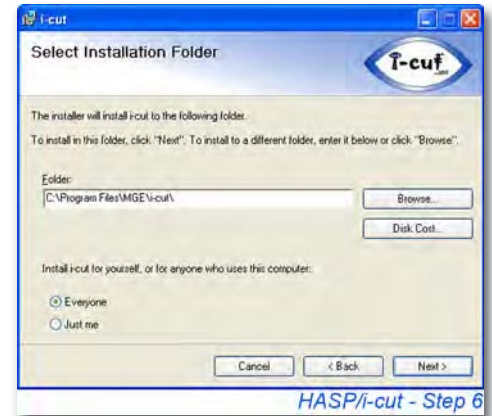 i-cut
Select Installation Folder
i-cut
The installer will install i-cut to the following folder.
To install in this folder, click "Next". To install to a different folder, enter it below or click "Browse".
Folder:
C:\Program Files\MGE\i-cut\
Browse...
Disk Cost...
Install i-cut for yourself, or for anyone who uses this computer:
Everyone
Just me
Cancel
< Back
Next >
HASP/i-cut - Step 6